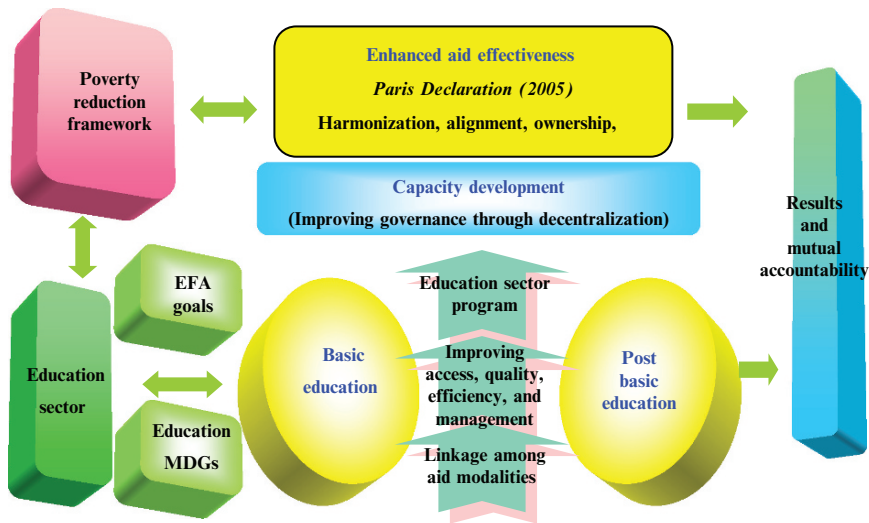 Poverty
reduction
framework
Enhanced aid effectiveness
Paris Declaration (2005)
Harmonization, alignment, ownership,
Capacity development
(Improving governance through decentralization)
Results
and
mutual
accountability
EFA
goals
Education
sector
Education
MDGs
Basic
education
Education sector
program
Improving
access, quality,
efficiency, and
management
Linkage among
aid modalities
Post
basic
education